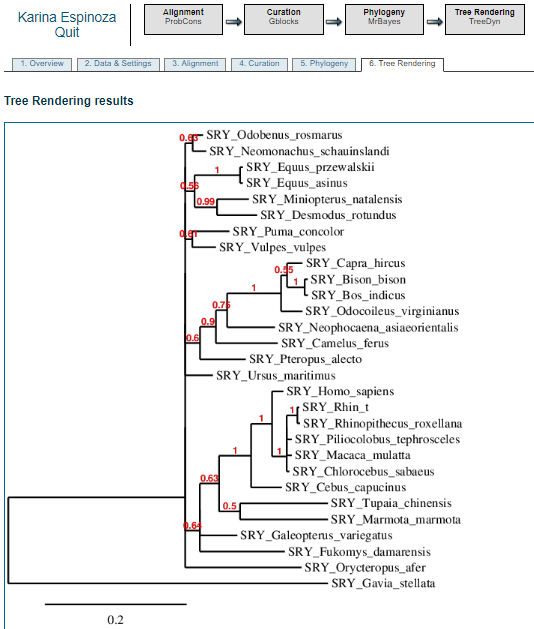 Karina Espinoza
Quit
Alignment
ProbCons
Curation
Gblocks
Phylogeny
MrBayes
Tree Rendering
TreeDyn
1. Overview
2. Data & Settings
3. Alignment
4. Curation
5. Phylogeny
6. Tree Rendering
Tree Rendering results
0.63
SRY_Odobenus_rosmarus
SRY_Neomonachus_schauinslandi
1
SRY_Equus_przewalskii
0.56
SRY_Equus_asinus
0.99
SRY_Miniopterus_natalensis
SRY_Desmodus_rotundus
0.61
SRY_Puma_concolor
SRY_Vulpes_vulpes
SRY_Capra_hircus
0.55
1
1
SRY_Bison_bison
SRY_Bos_indicus
0.75
SRY_Odocoileus_virginianus
0.9
SRY_Neophocaena_asiaeorientalis
0.6
SRY_Camelus_ferus
SRY_Pteropus_alecto
SRY_Ursus_maritimus
SRY_Homo_sapiens
1
SRY_Rhin_t
1
SRY_Rhinopithecus_roxellana
SRY_Piliocolobus_tephrosceles
1
1
SRY_Macaca_mulatta
SRY_Chlorocebus_sabaeus
0.63
SRY_Cebus_capucinus
0.5
SRY_Tupaia_chinensis
SRY_Marmota_marmota
0.64
SRY_Galeopterus_variegatus
SRY_Fukomys_damarensis
SRY_Orycteropus_afer
SRY_Gavia_stellata
0.2